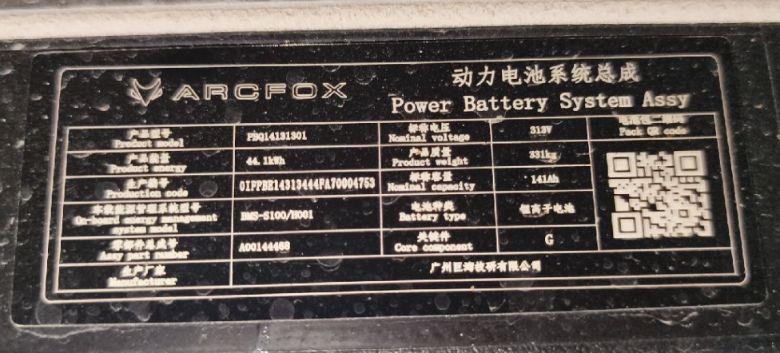 ARCFOX 动力电池系统总成
Power Battery System Assy
产品型号 PBQ14131301 标称电压 313V 二维码
Product model Nominal voltage Pack QR code
产品能量 44.1kWh 产品质量 331kg
Product energy Product weight
生产编号 01FPBE14313444FA70004753 标称容量 141Ah
Production code Nominal capacity
车载能源管理系统型号 BMS-S100/H001 电池种类 锂离子电池
On-board energy management Battery type
system model
零部件总成号 A00144468 关键件 G
Assy part number Core component
生产厂家 广州巨湾技研有限公司
Manufacturer